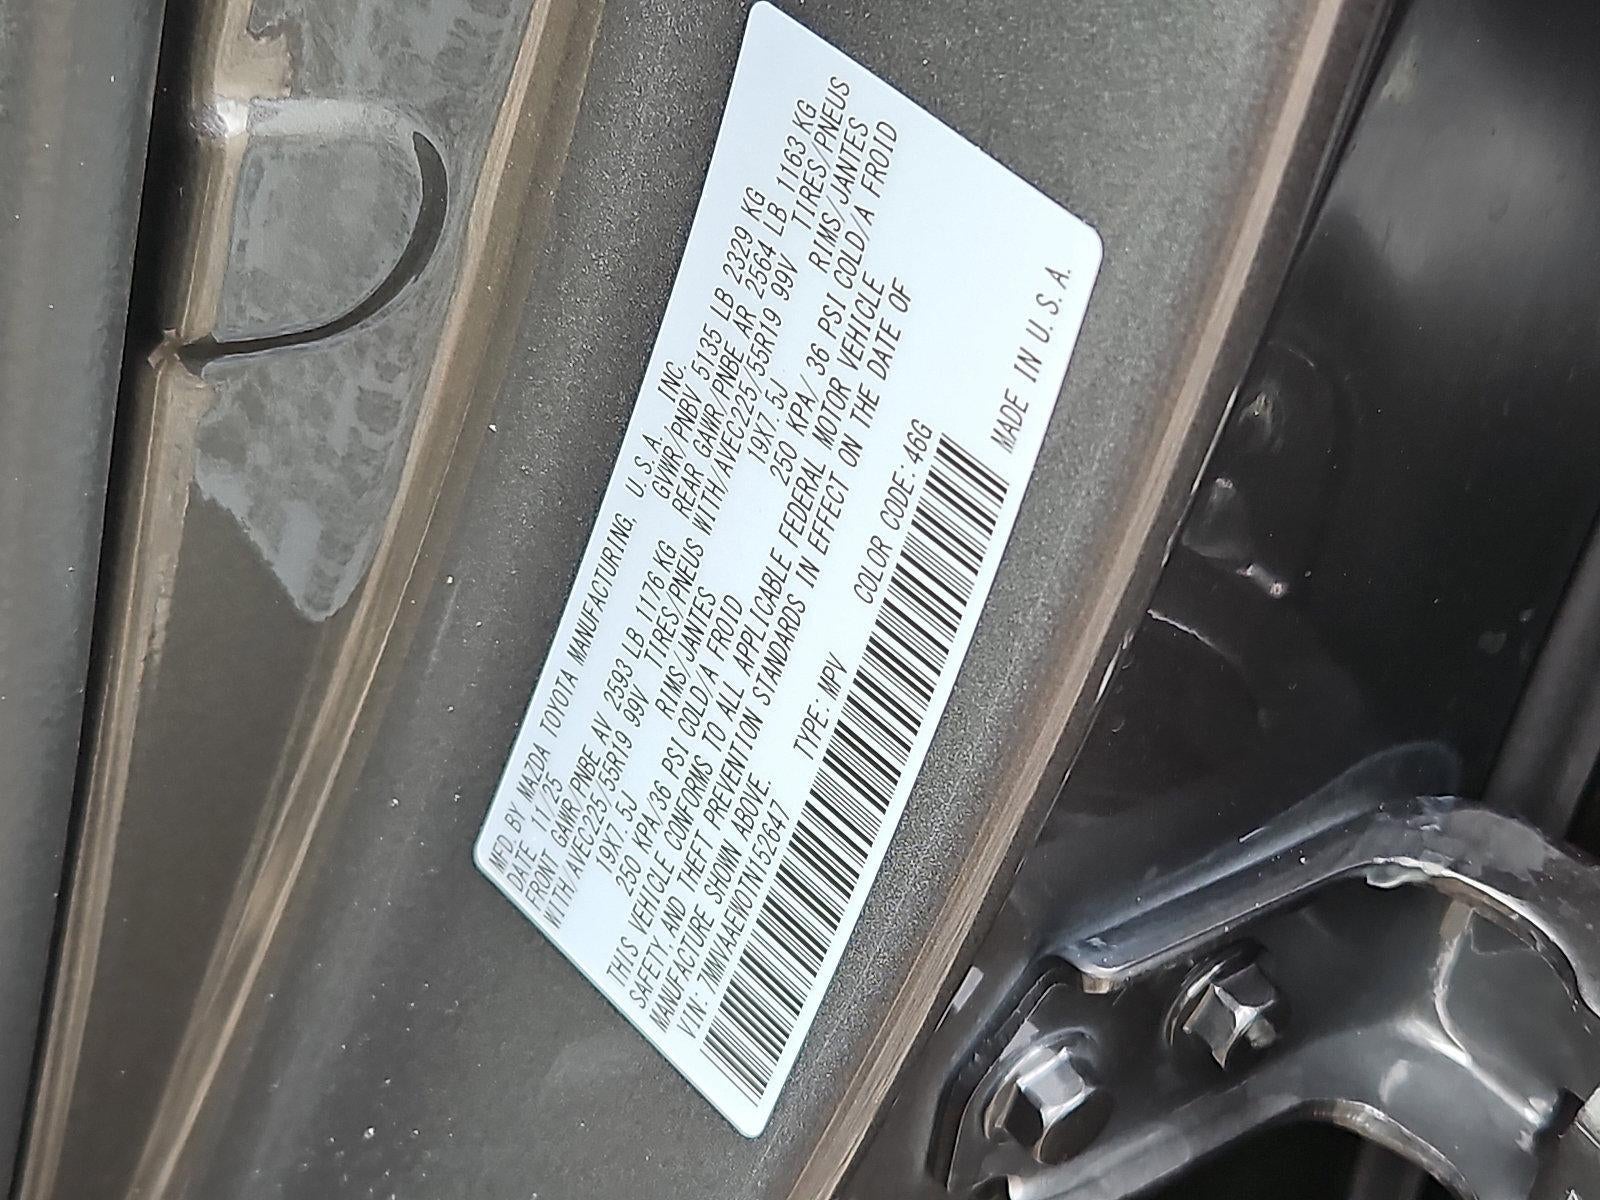 MFD. BY MAZDA TOYOTA MANUFACTURING, U.S.A. INC.
DATE 11/25 GVWR/PNBV 5135 LB 2329 KG
FRONT GAWR/PNBE AV 2593 LB 1176 KG REAR GAWR/PNBE AR 2564 LB 1163 KG
WITH/AVEC225/55R19 99V TIRES/PNEUS WITH/AVEC225/55R19 99V TIRES/PNEUS
19X7.5J RIMS/JANTES 19X7.5J RIMS/JANTES
250 KPA/36 PSI COLD/A FROID 250 KPA/36 PSI COLD/A FROID
THIS VEHICLE CONFORMS TO ALL APPLICABLE FEDERAL MOTOR VEHICLE
SAFETY, AND THEFT PREVENTION STANDARDS IN EFFECT ON THE DATE OF
MANUFACTURE SHOWN ABOVE.
VIN: 7MMVAAEW0TN152647 TYPE: MPV COLOR CODE: 46G
MADE IN U.S.A.